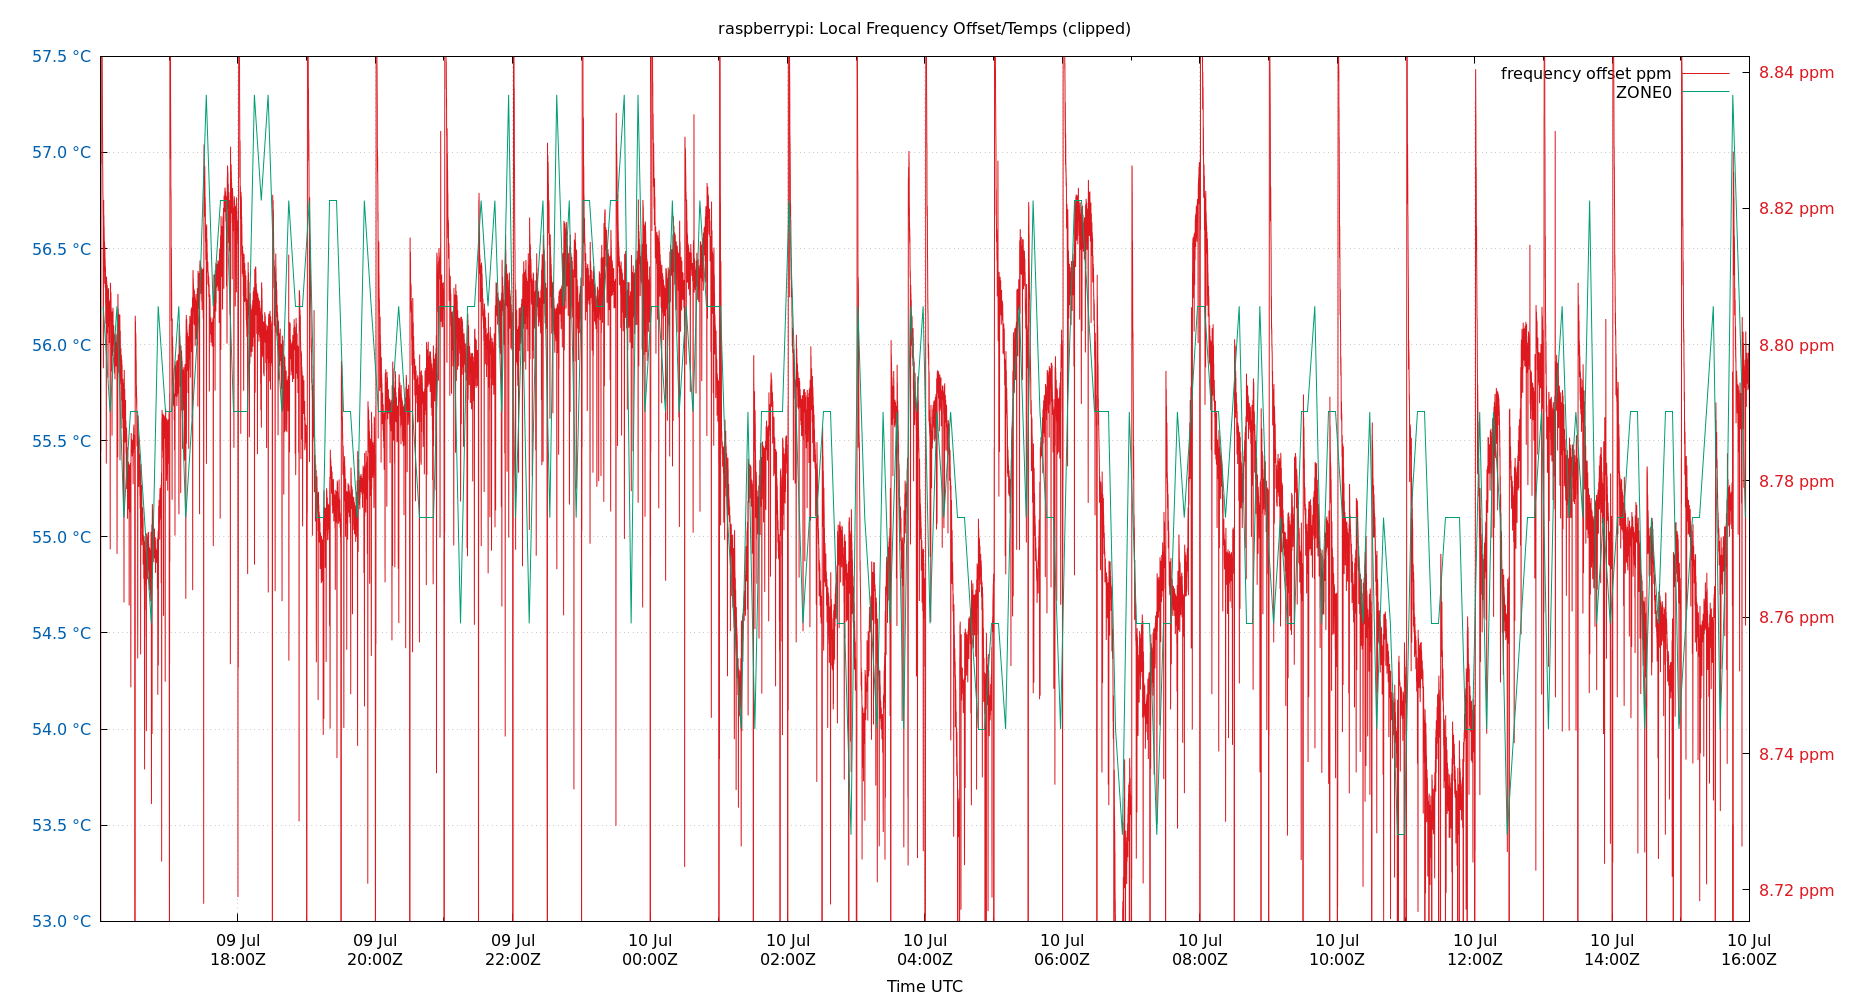 raspberrypi: Local Frequency Offset/Temps (clipped)
57.5 °C
57.0 °C
56.5 °C
56.0 °C
55.5 °C
55.0 °C
54.5 °C
54.0 °C
53.5 °C
53.0 °C
frequency offset ppm
ZONE0
8.84 ppm
8.82 ppm
8.80 ppm
8.78 ppm
8.76 ppm
8.74 ppm
8.72 ppm
09 Jul 09 Jul 09 Jul 10 Jul 10 Jul 10 Jul 10 Jul 10 Jul 10 Jul 10 Jul 10 Jul 10 Jul
18:00Z 20:00Z 22:00Z 00:00Z 02:00Z 04:00Z 06:00Z 08:00Z 10:00Z 12:00Z 14:00Z 16:00Z
Time UTC